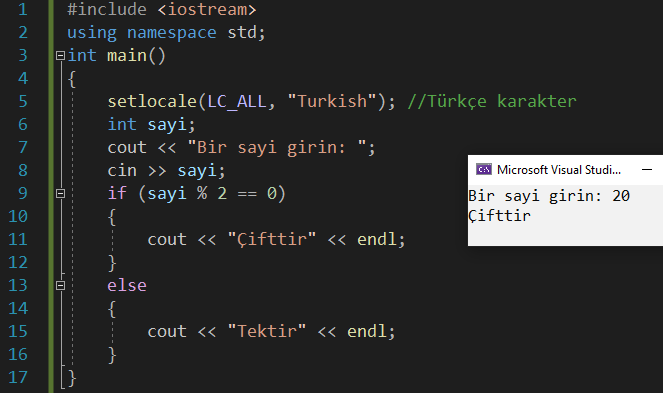 1 #include <iostream>
2 using namespace std;
3 int main()
4 {
5 setlocale(LC_ALL, "Turkish"); //Türkçe karakter
6 int sayi;
7 cout << "Bir sayi girin: ";
8 cin >> sayi;
9 if (sayi % 2 == 0)
10 {
11 cout << "Çifttir" << endl;
12 }
13 else
14 {
15 cout << "Tektir" << endl;
16 }
17 }
Microsoft Visual Studi...
Bir sayi girin: 20
Çifttir